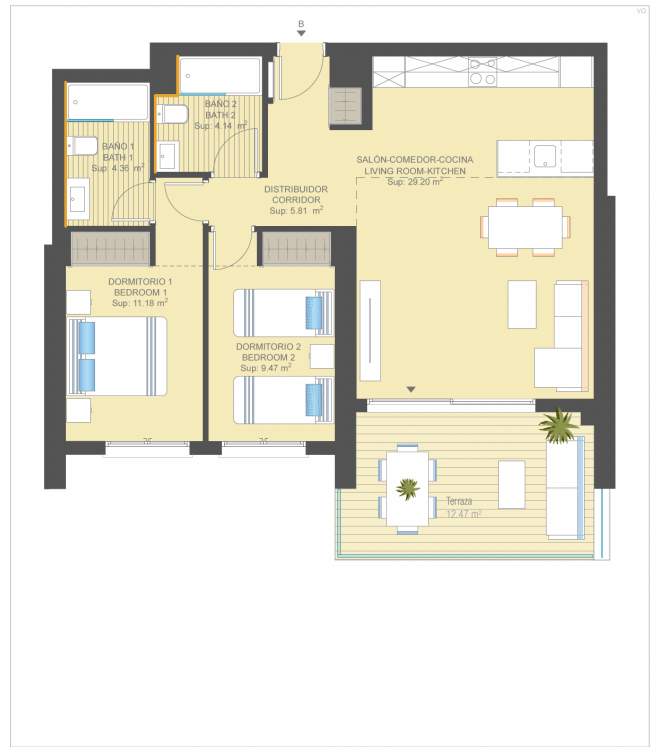 VO
B
BAÑO 2
BATH 2
Sup: 4.14 m²
BAÑO 1
BATH 1
Sup: 4.36 m²
SALÓN-COMEDOR-COCINA
LIVING ROOM-KITCHEN
Sup: 29.20 m²
DISTRIBUIDOR
CORRIDOR
Sup: 5.81 m²
DORMITORIO 1
BEDROOM 1
Sup: 11.18 m²
DORMITORIO 2
BEDROOM 2
Sup: 9.47 m²
Terraza
12.47 m²